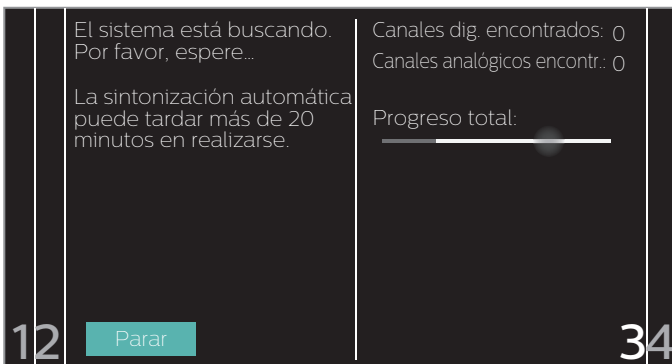 El sistema está buscando.
Por favor, espere...
La sintonización automática
puede tardar más de 20
minutos en realizarse.
Canales dig. encontrados: 0
Canales analógicos encontr.: 0
Progreso total:
12
Parar
34